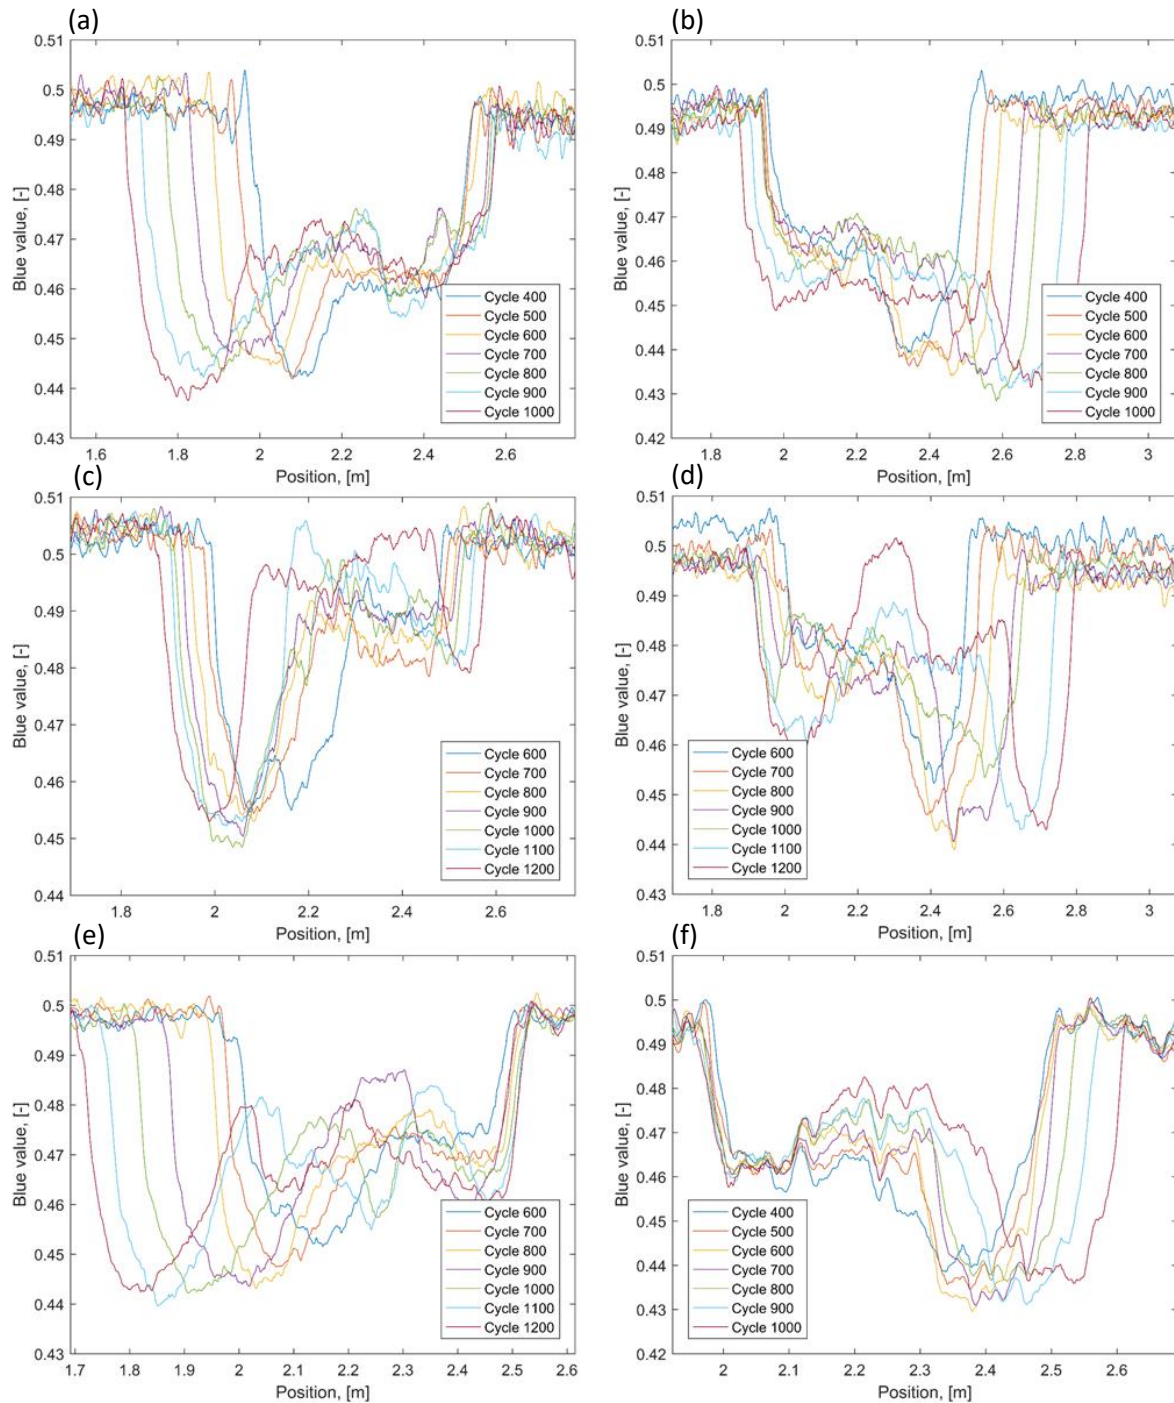 (a)
0.51
0.5
0.49
0.48
0.47
0.46
0.45
0.44
0.43
Blue value, [-]
1.6
1.8
2
2.2
2.4
2.6
Position, [m]
Cycle 400
Cycle 500
Cycle 600
Cycle 700
Cycle 800
Cycle 900
Cycle 1000
(b)
0.51
0.5
0.49
0.48
0.47
0.46
0.45
0.44
0.43
0.42
Blue value, [-]
1.8
2
2.2
2.4
2.6
2.8
3
Position, [m]
Cycle 400
Cycle 500
Cycle 600
Cycle 700
Cycle 800
Cycle 900
Cycle 1000
(c)
0.51
0.5
0.49
0.48
0.47
0.46
0.45
0.44
Blue value, [-]
1.8
2
2.2
2.4
2.6
Position, [m]
Cycle 600
Cycle 700
Cycle 800
Cycle 900
Cycle 1000
Cycle 1100
Cycle 1200
(d)
0.51
0.5
0.49
0.48
0.47
0.46
0.45
0.44
0.43
Blue value, [-]
1.8
2
2.2
2.4
2.6
2.8
3
Position, [m]
Cycle 600
Cycle 700
Cycle 800
Cycle 900
Cycle 1000
Cycle 1100
Cycle 1200
(e)
0.51
0.5
0.49
0.48
0.47
0.46
0.45
0.44
0.43
Blue value, [-]
1.7
1.8
1.9
2
2.1
2.2
2.3
2.4
2.5
2.6
Position, [m]
Cycle 600
Cycle 700
Cycle 800
Cycle 900
Cycle 1000
Cycle 1100
Cycle 1200
(f)
0.51
0.5
0.49
0.48
0.47
0.46
0.45
0.44
0.43
0.42
Blue value, [-]
2
2.1
2.2
2.3
2.4
2.5
2.6
Position, [m]
Cycle 400
Cycle 500
Cycle 600
Cycle 700
Cycle 800
Cycle 900
Cycle 1000